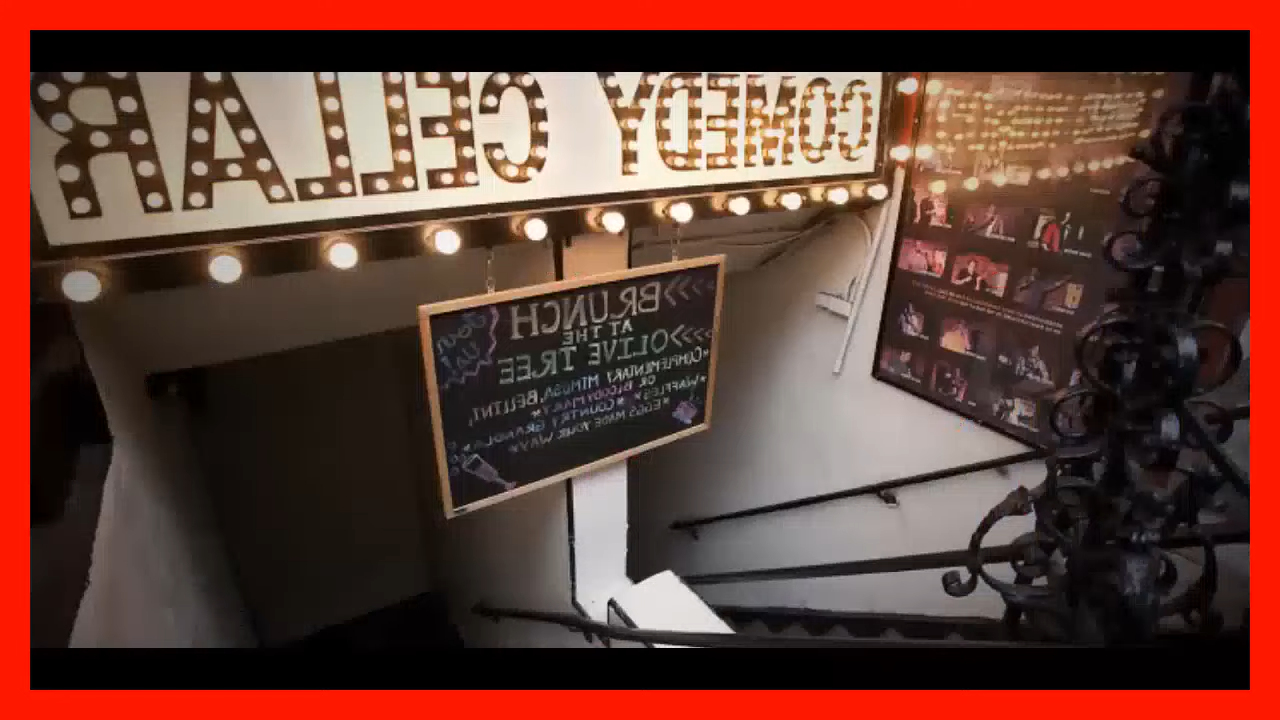 COMEDY CELLAR
>>>BRUNCH
AT THE
>>>OLIVE TREE
*COMPLEMENTARY MIMOSA, BELLINI,
OR BLOODY MARY*
*WAFFLES* *COUNTRY GRANOLA*
*EGGS MADE YOUR WAY*